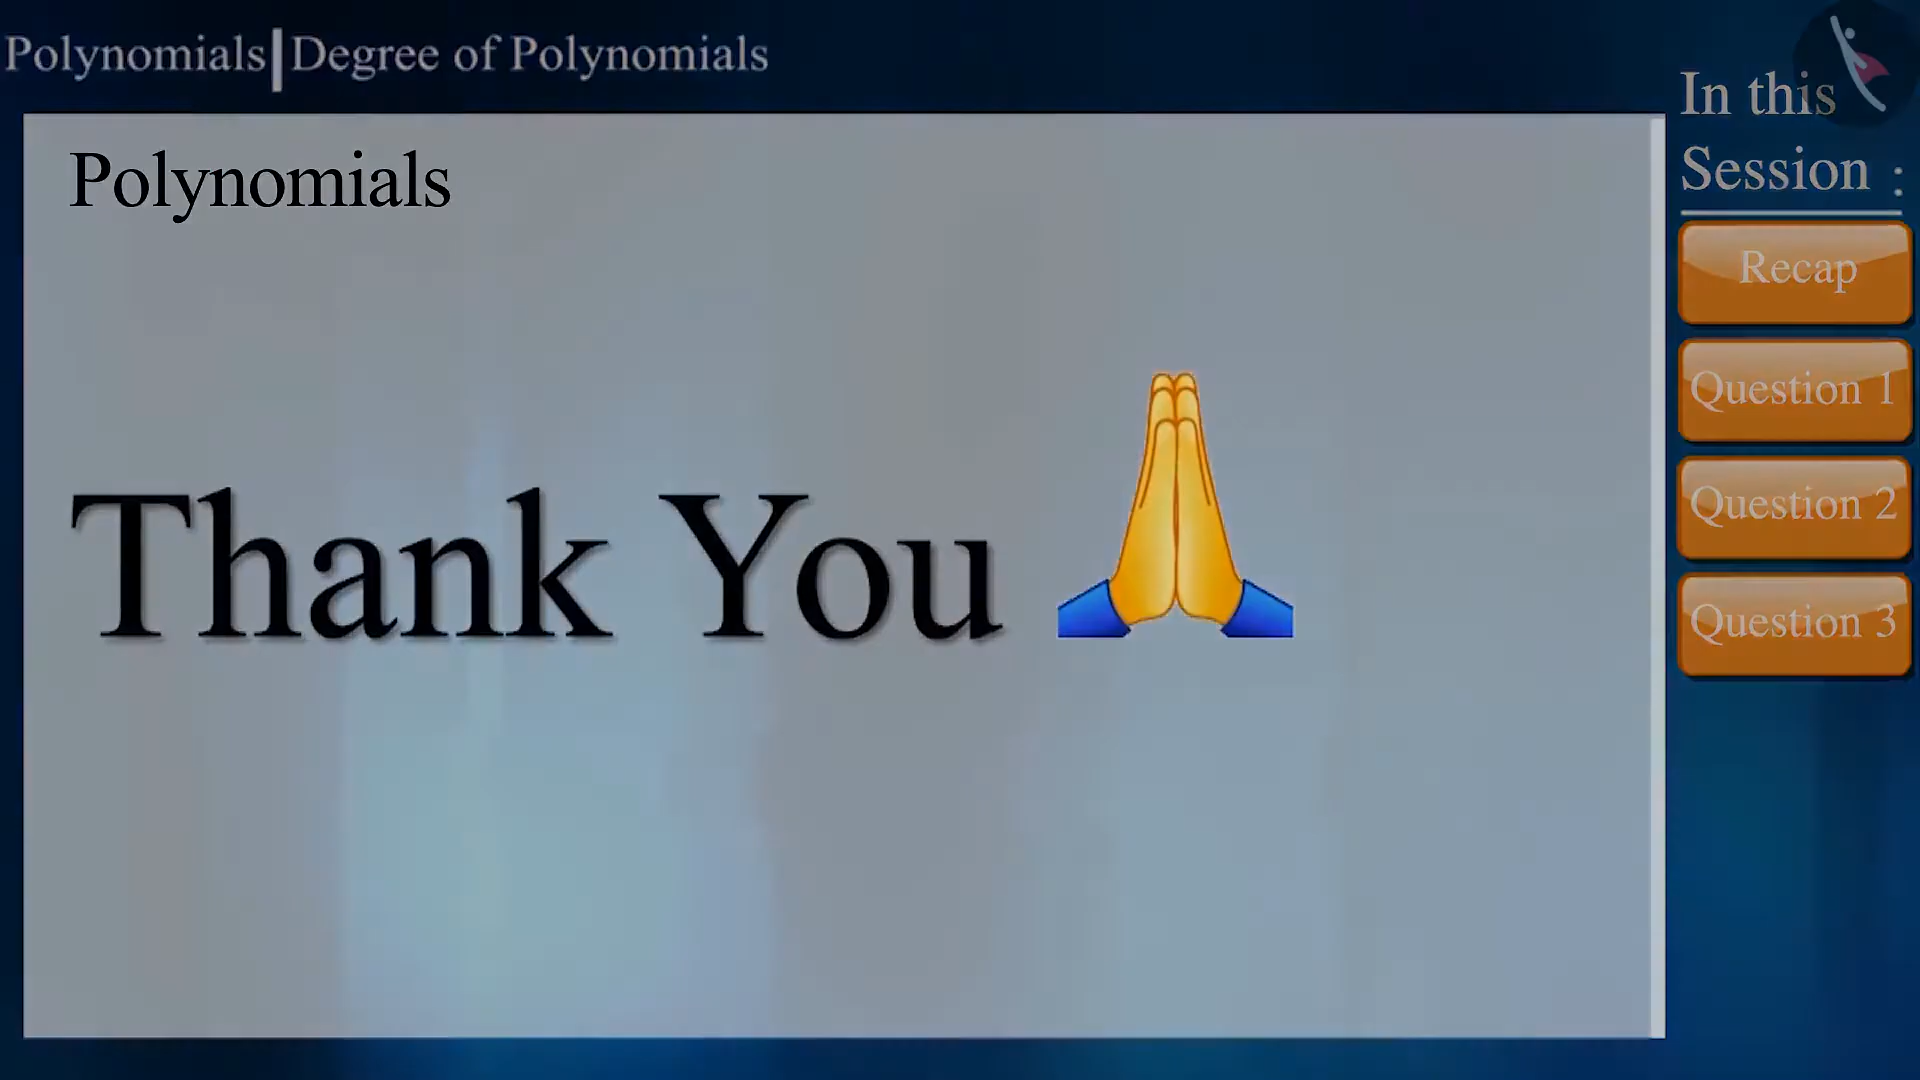 Polynomials|Degree of Polynomials
In this
Session :
Polynomials
Thank You
Recap
Question 1
Question 2
Question 3